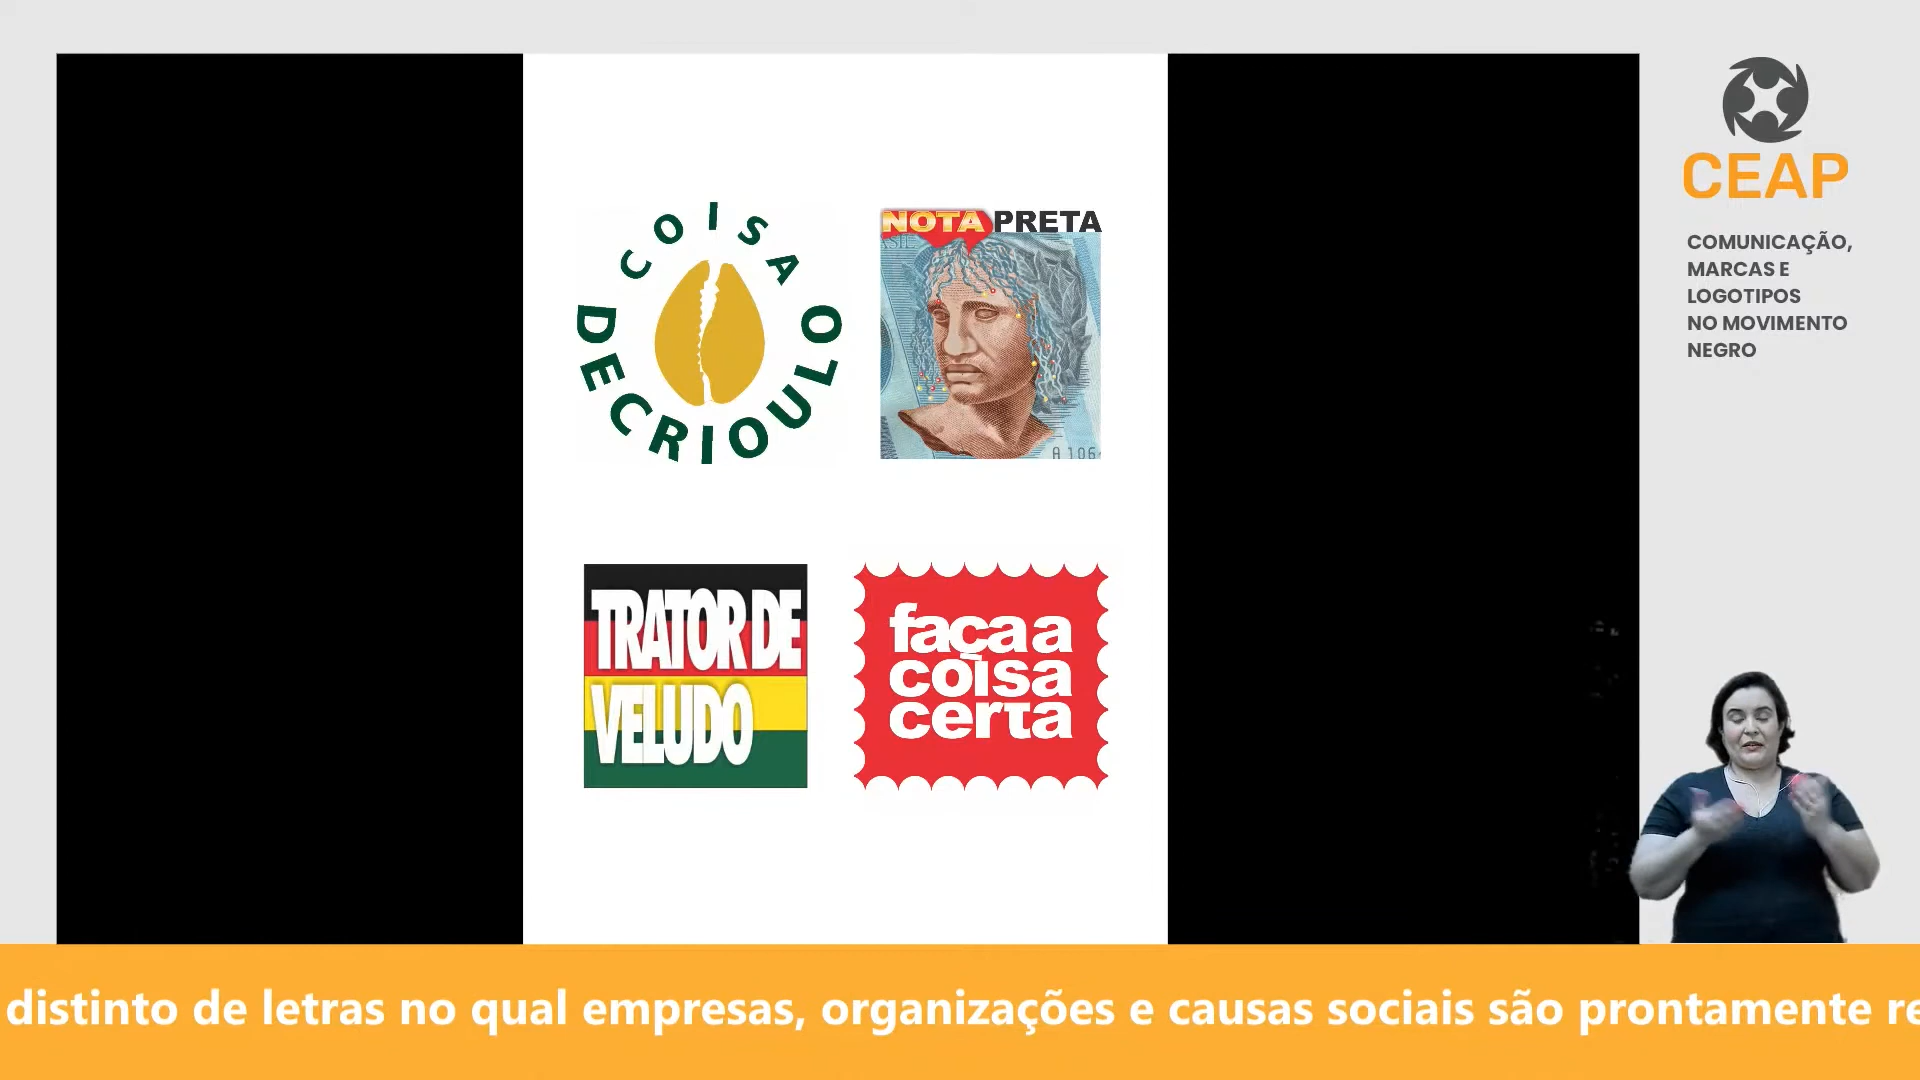 COISA
DECRIOULO
NOTA PRETA
A 106
TRATOR DE
VELUDO
faça a
coisa
certa
CEAP
COMUNICAÇÃO,
MARCAS E
LOGOTIPOS
NO MOVIMENTO
NEGRO
distinto de letras no qual empresas, organizações e causas sociais são prontamente re